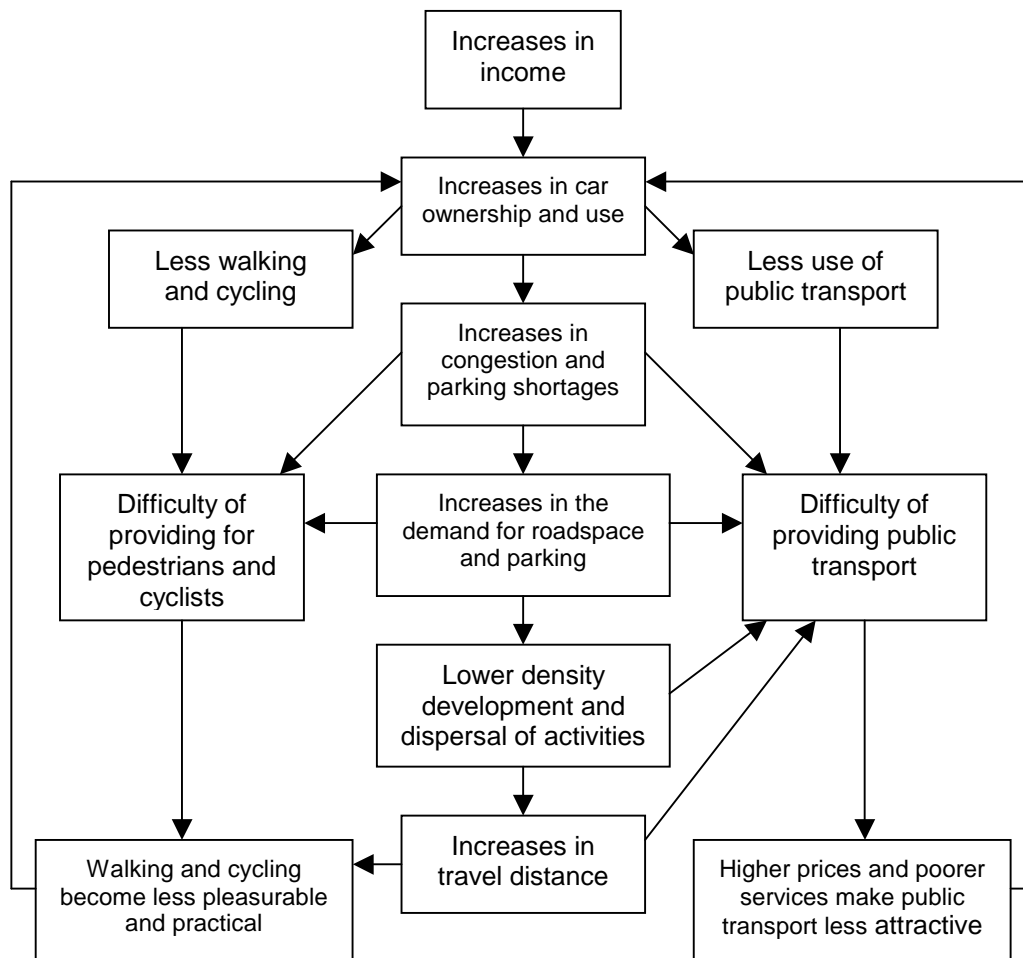 Increases in
income
Increases in car
ownership and use
Less walking
and cycling
Less use of
public transport
Increases in
congestion and
parking shortages
Difficulty of
providing for
pedestrians and
cyclists
Increases in the
demand for roadspace
and parking
Difficulty of
providing public
transport
Lower density
development and
dispersal of activities
Increases in
travel distance
Walking and cycling
become less pleasurable
and practical
Higher prices and poorer
services make public
transport less attractive